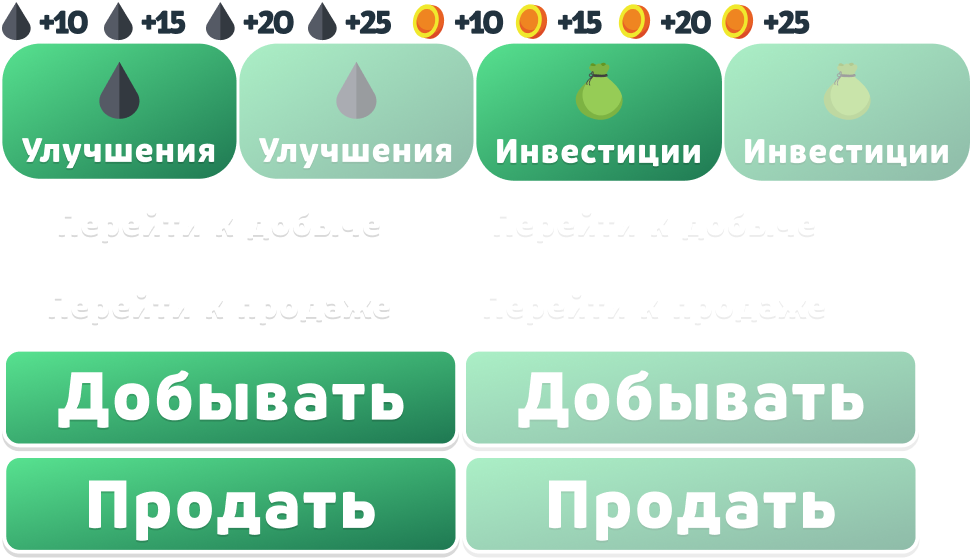 +10 +15 +20 +25 +10 +15 +20 +25
Улучшения Улучшения Инвестиции Инвестиции
Перейти к добыче Перейти к добыче
Перейти к продаже Перейти к продаже
Добывать Добывать
Продать Продать